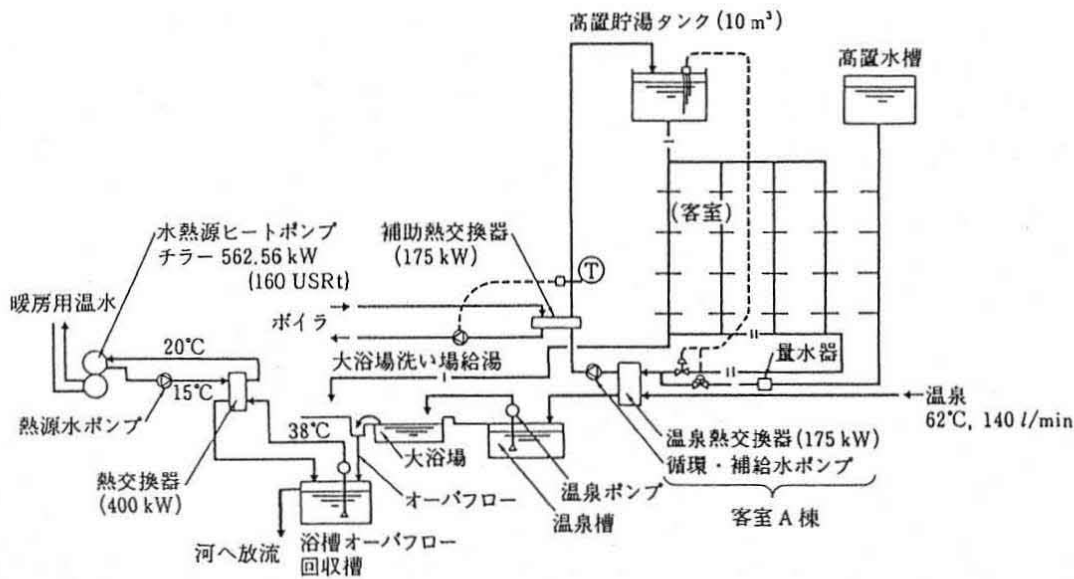 高置貯湯タンク(10 m³)
高置水槽
(客室)
水熱源ヒートポンプ
チラー 562.56 kW
(160 USRt)
補助熱交換器
(175 kW)
T
暖房用温水
ボイラ
20°C
大浴場洗い場給湯
量水器
15°C
熱源水ポンプ
温泉
62°C, 140 l/min
38°C
大浴場
温泉熱交換器(175 kW)
循環・補給水ポンプ
熱交換器
(400 kW)
オーバフロー
温泉ポンプ
温泉槽
客室A棟
河へ放流
浴槽オーバフロー
回収槽